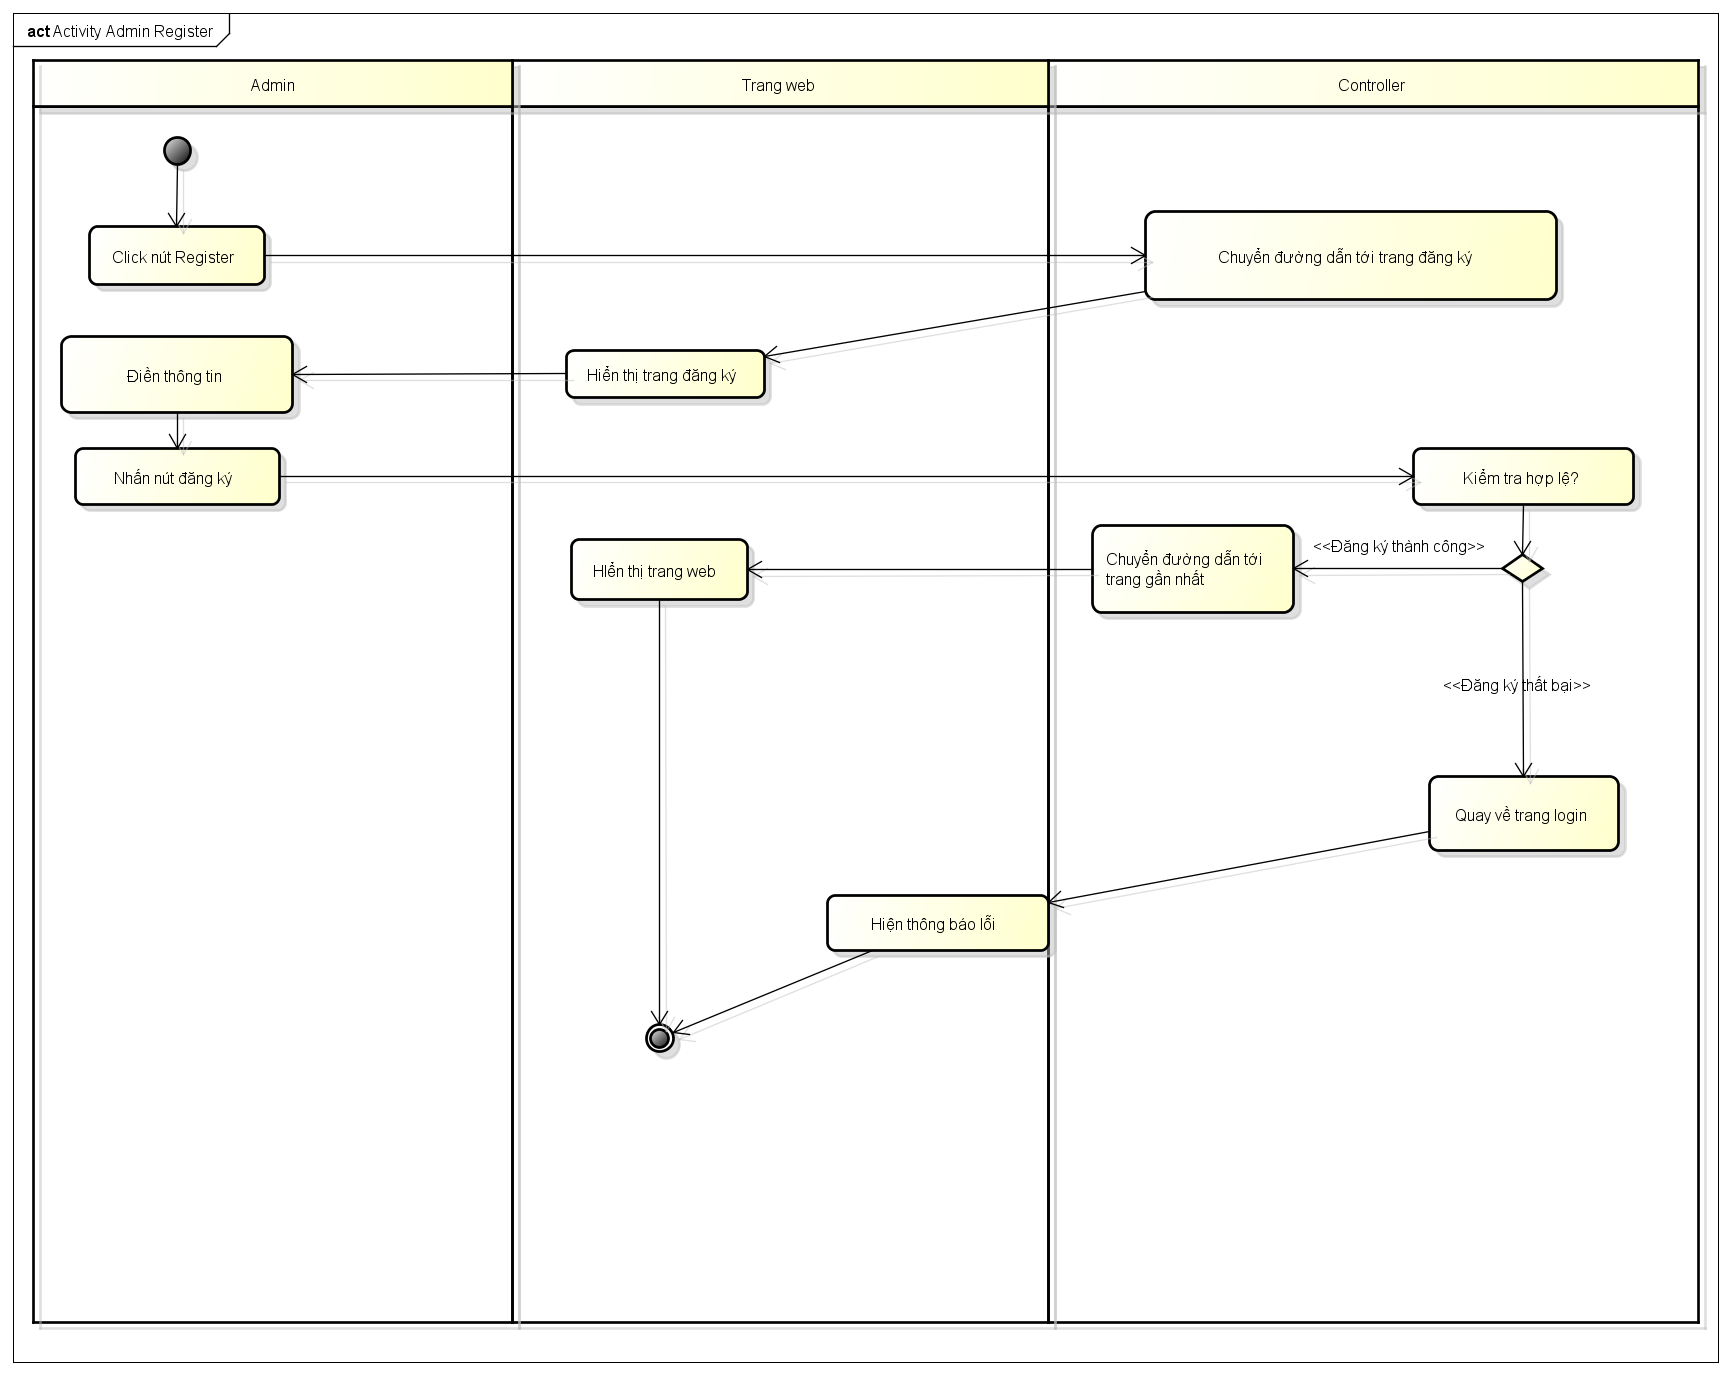 act Activity Admin Register
Admin
Trang web
Controller
Click nút Register
Chuyển đường dẫn tới trang đăng ký
Hiển thị trang đăng ký
Điền thông tin
Nhấn nút đăng ký
Kiểm tra hợp lệ?
<<Đăng ký thành công>>
Chuyển đường dẫn tới
trang gần nhất
HIển thị trang web
<<Đăng ký thất bại>>
Quay về trang login
Hiện thông báo lỗi